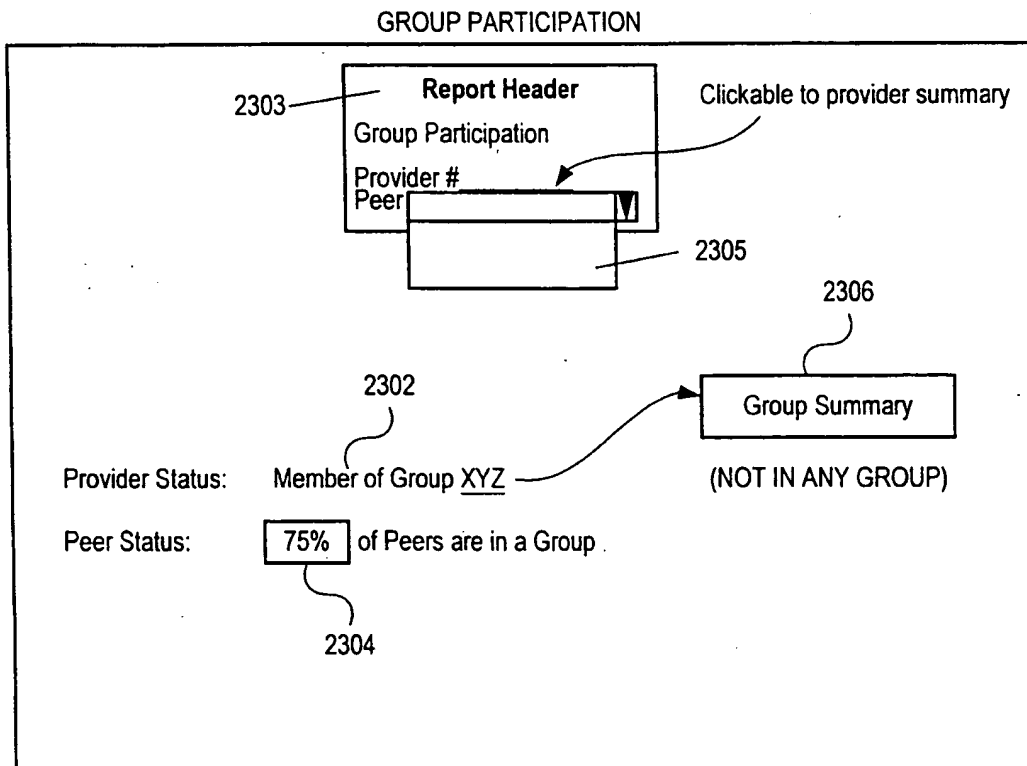 GROUP PARTICIPATION
Report Header
2303
Clickable to provider summary
Group Participation
Provider #
Peer
2305
2306
2302
Group Summary
Provider Status: Member of Group XYZ
(NOT IN ANY GROUP)
Peer Status: 75% of Peers are in a Group
2304